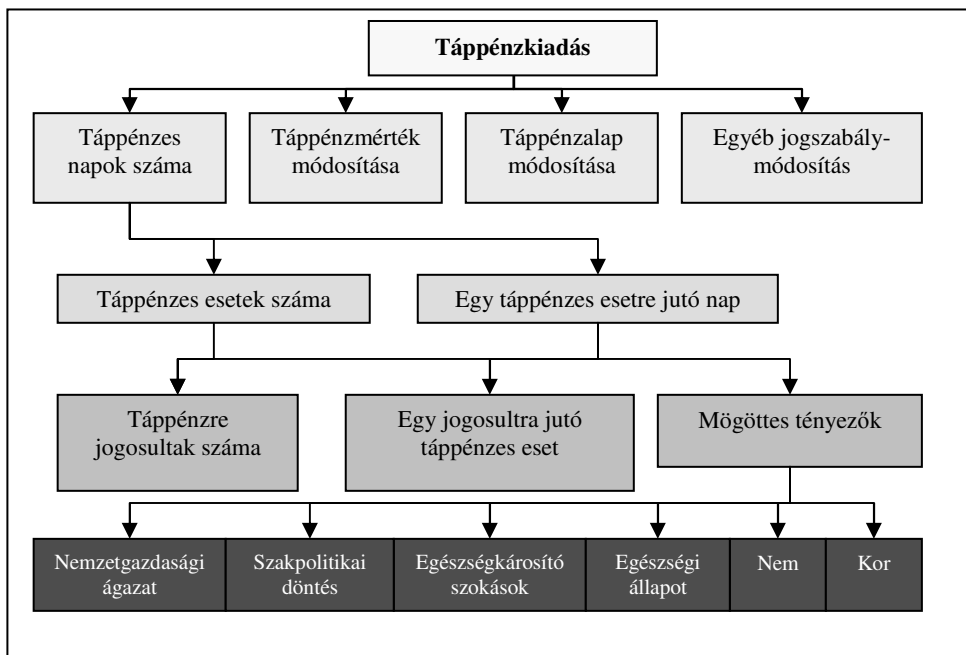 Táppénzkiadás
Táppénzes
napok száma
Táppénzmérték
módosítása
Táppénzalap
módosítása
Egyéb jogszabály-
módosítás
Táppénzes esetek száma
Egy táppénzes esetre jutó nap
Táppénzre
jogosultak száma
Egy jogosultra jutó
táppénzes eset
Mögöttes tényezők
Nemzetgazdasági
ágazat
Szakpolitikai
döntés
Egészségkárosító
szokások
Egészségi
állapot
Nem
Kor